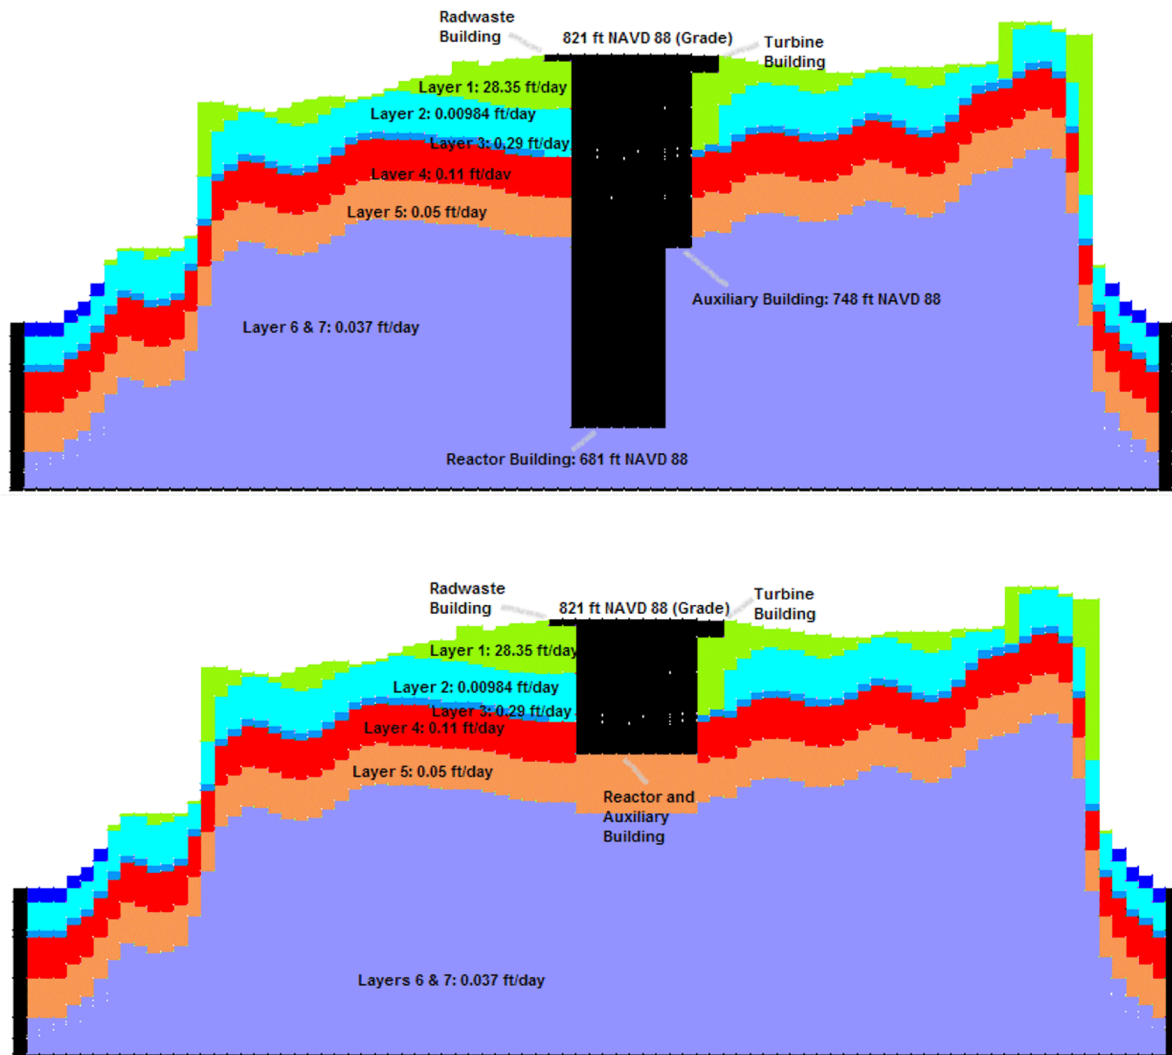 Radwaste
Building
821 ft NAVD 88 (Grade)
Turbine
Building
Layer 1: 28.35 ft/day
Layer 2: 0.00984 ft/day
Layer 3: 0.29 ft/day
Layer 4: 0.11 ft/day
Layer 5: 0.05 ft/day
Auxiliary Building: 748 ft NAVD 88
Layer 6 & 7: 0.037 ft/day
Reactor Building: 681 ft NAVD 88
Radwaste
Building
821 ft NAVD 88 (Grade)
Turbine
Building
Layer 1: 28.35 ft/day
Layer 2: 0.00984 ft/day
Layer 3: 0.29 ft/day
Layer 4: 0.11 ft/day
Layer 5: 0.05 ft/day
Reactor and
Auxiliary
Building
Layers 6 & 7: 0.037 ft/day